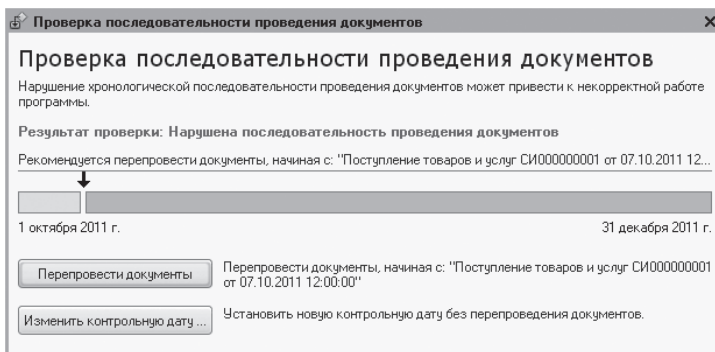 Проверка последовательности проведения документов
Проверка последовательности проведения документов
Нарушение хронологической последовательности проведения документов может привести к некорректной работе
программы.
Результат проверки: Нарушена последовательность проведения документов
Рекомендуется перепровести документы, начиная с: "Поступление товаров и услуг СИ000000001 от 07.10.2011 12...
1 октября 2011 г.
31 декабря 2011 г.
Перепровести документы
Перепровести документы, начиная с: "Поступление товаров и услуг СИ000000001
от 07.10.2011 12:00:00"
Изменить контрольную дату ...
Установить новую контрольную дату без перепроведения документов.